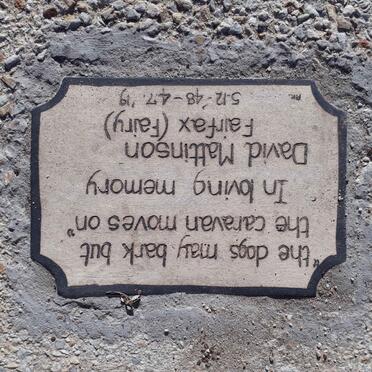 "the dogs may bark but
the caravan moves on"
In loving memory
David Mattinson
Fairfax (Fairy)
5.12.'48 - 4.7.'19